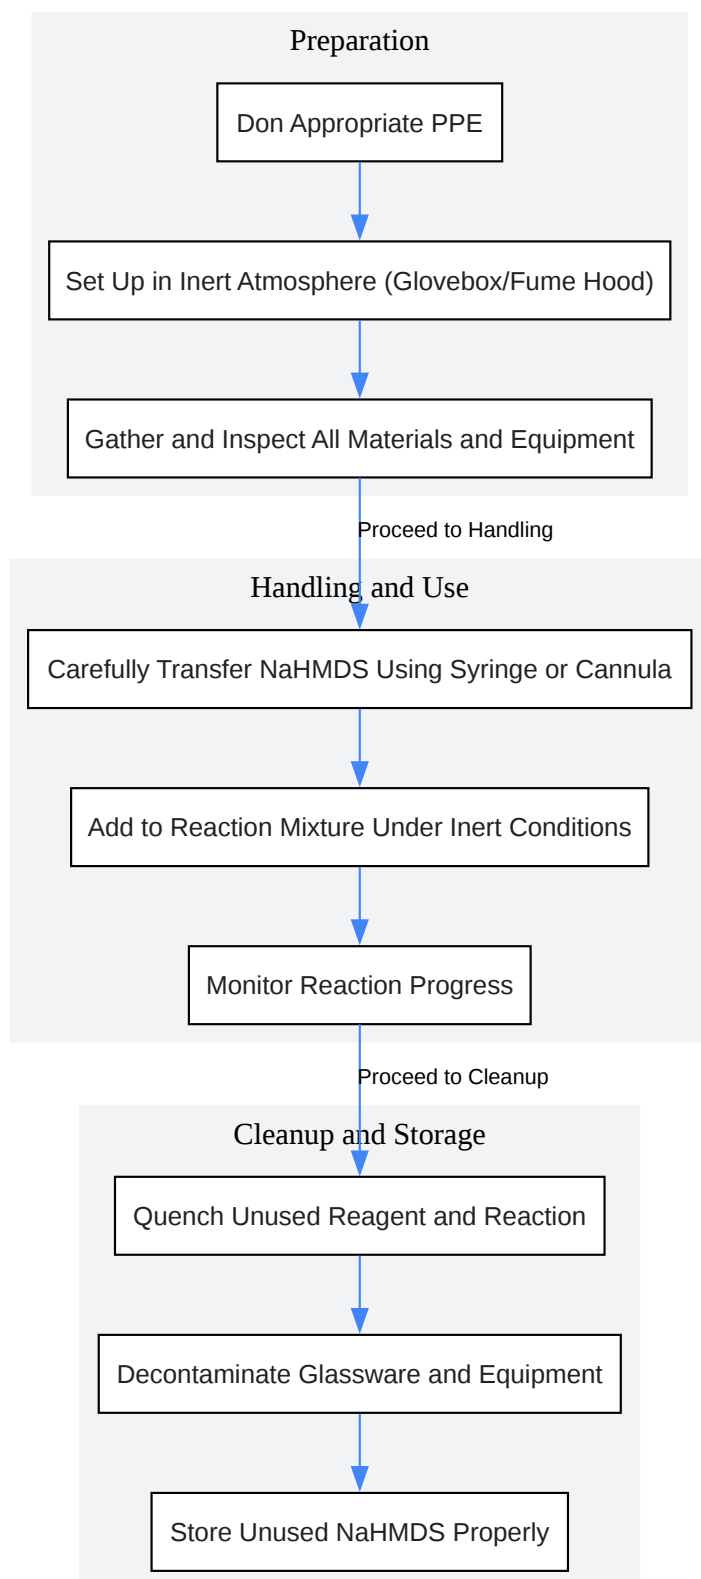 Preparation
Don Appropriate PPE
Set Up in Inert Atmosphere (Glovebox/Fume Hood)
Gather and Inspect All Materials and Equipment
Proceed to Handling
Handling and Use
Carefully Transfer NaHMDS Using Syringe or Cannula
Add to Reaction Mixture Under Inert Conditions
Monitor Reaction Progress
Proceed to Cleanup
Cleanup and Storage
Quench Unused Reagent and Reaction
Decontaminate Glassware and Equipment
Store Unused NaHMDS Properly